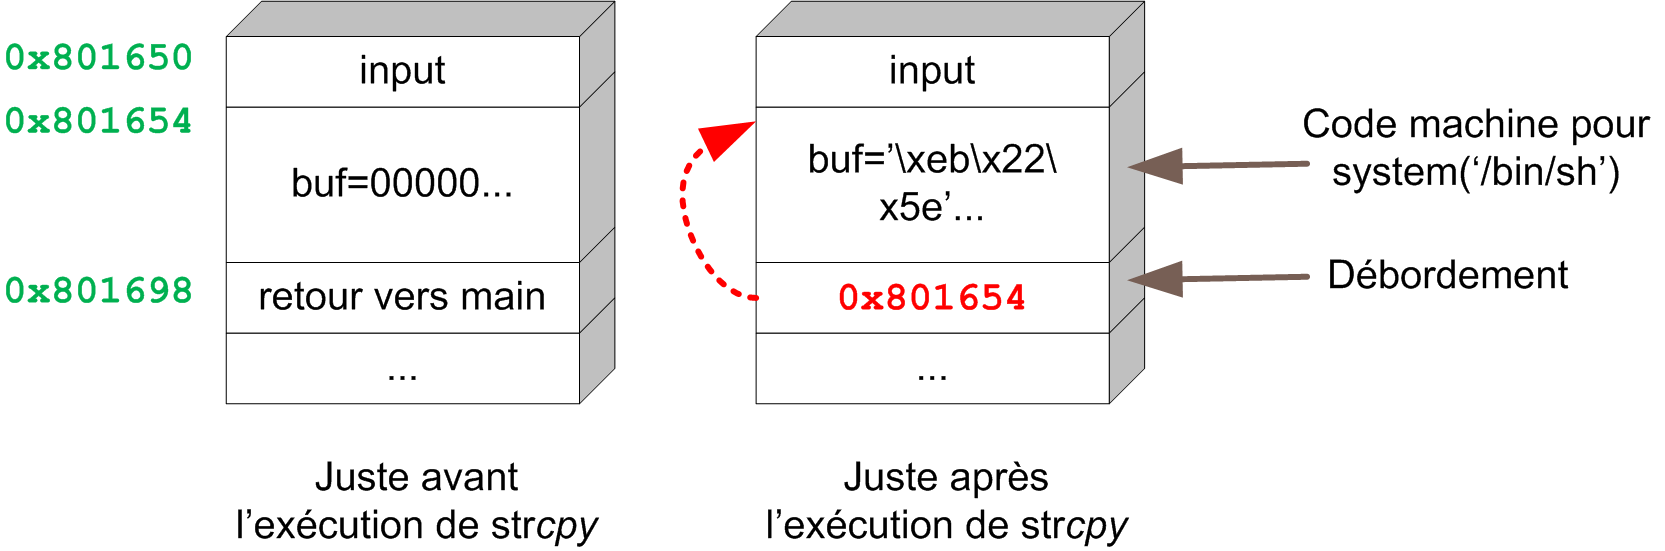 0x801650
0x801654
0x801698
input
buf=00000...
retour vers main
...
Juste avant
l’exécution de strcpy
input
buf=’\xeb\x22\
x5e’...
0x801654
...
Juste après
l’exécution de strcpy
Code machine pour
system(‘/bin/sh’)
Débordement